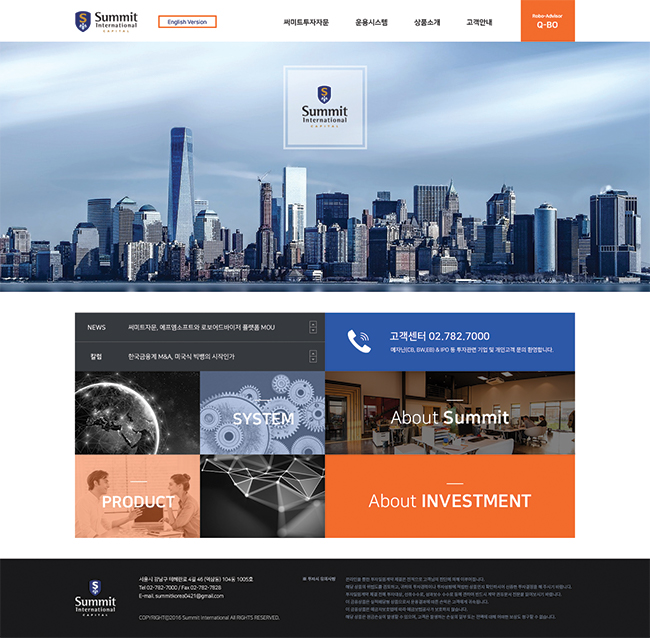 Summit
International
CAPITAL
English Version
써미트투자자문
운용시스템
상품소개
고객안내
Robo-Advisor
Q-BO
Summit
International
CAPITAL
NEWS
써미트자문, 에프엠소프트와 로보어드바이저 플랫폼 MOU
칼럼
한국금융계 M&A, 미국식 빅뱅의 시작인가
고객센터 02.782.7000
메자닌(CB, BW,EB) & IPO 등 투자관련 기업 및 개인고객 문의 환영합니다.
SYSTEM
About Summit
PRODUCT
About INVESTMENT
Summit
International
CAPITAL
서울시 강남구 테헤란로 4길 46 (역삼동) 104동 1005호
Tel 02-782-7000 / Fax 02-782-7828
E-mail. summitkorea0421@gmail.com
COPYRIGHT@2016 Summit International All RIGHTS RESERVED.
※ 투자시 유의사항